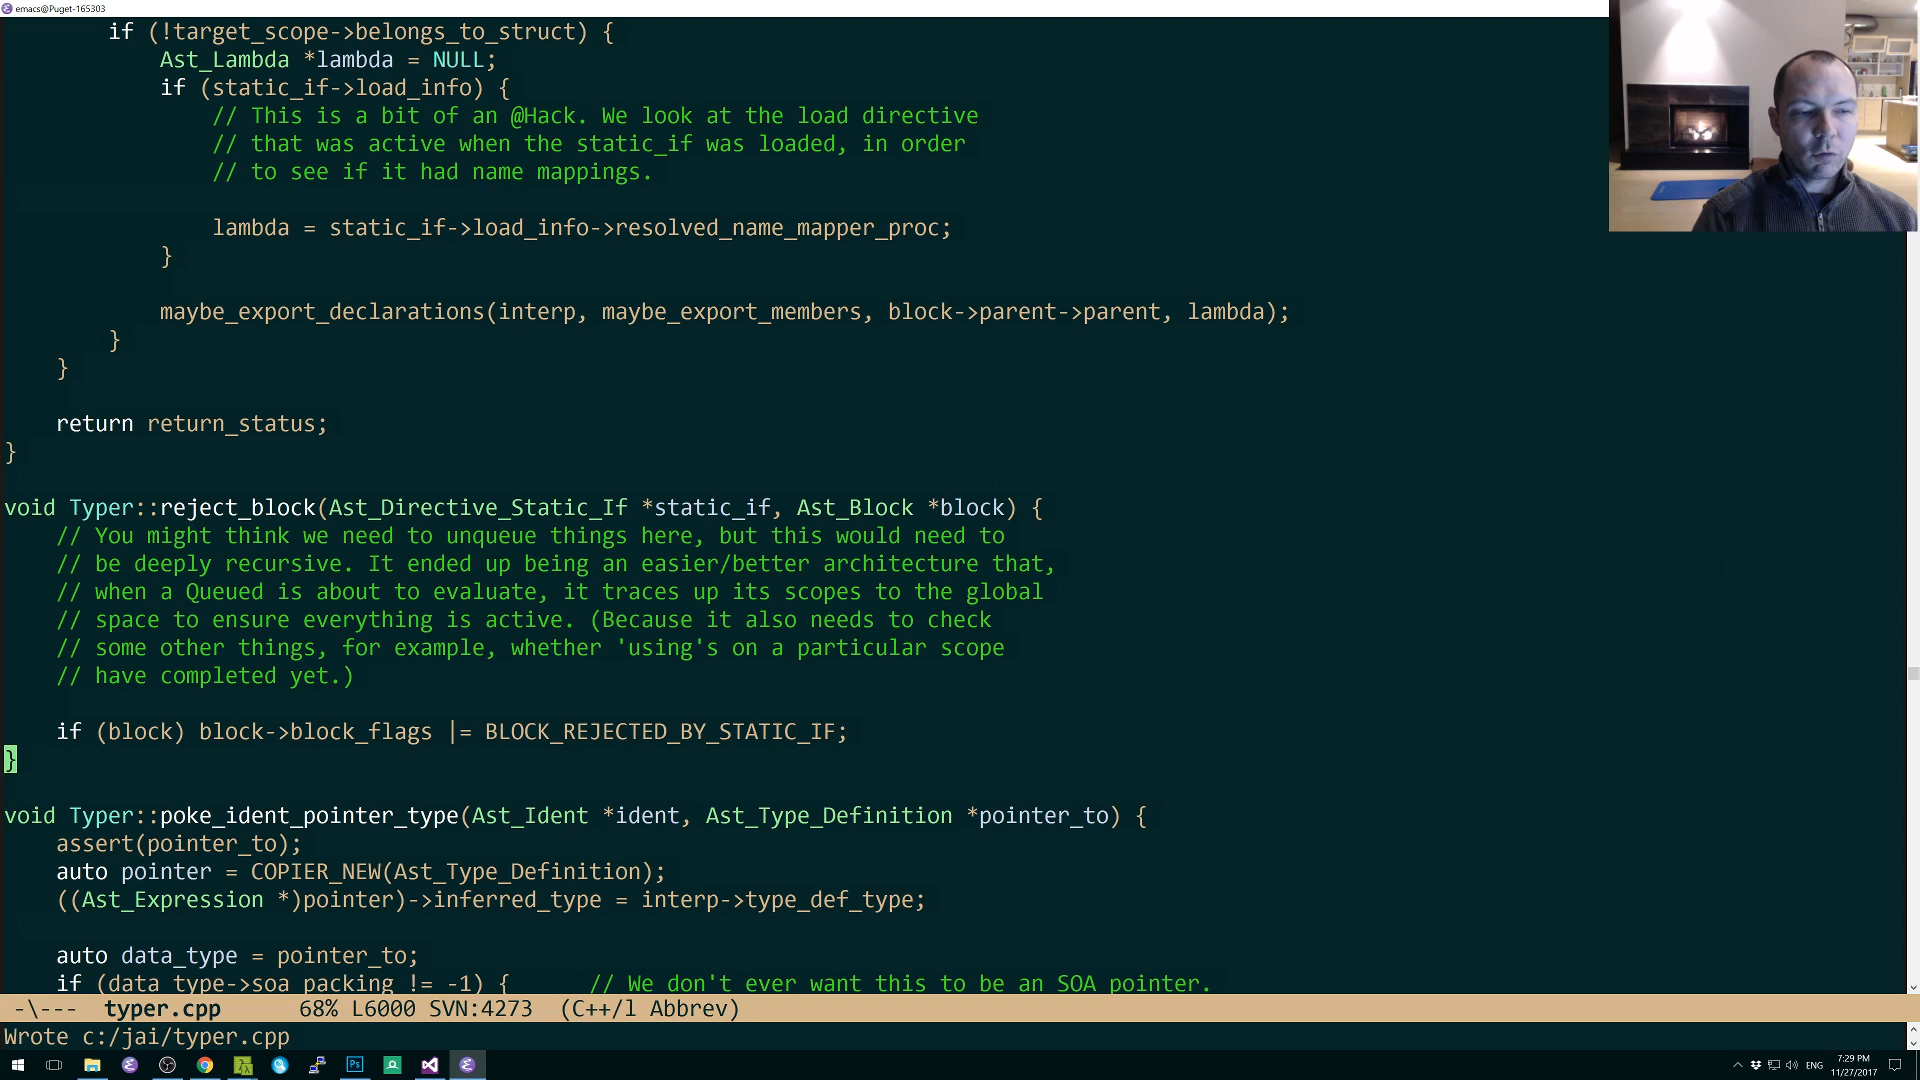 emacs@Puget-165303
if (!target_scope->belongs_to_struct) {
Ast_Lambda *lambda = NULL;
if (static_if->load_info) {
// This is a bit of an @Hack. We look at the load directive
// that was active when the static_if was loaded, in order
// to see if it had name mappings.
lambda = static_if->load_info->resolved_name_mapper_proc;
}
maybe_export_declarations(interp, maybe_export_members, block->parent->parent, lambda);
}
}
return return_status;
}
void Typer::reject_block(Ast_Directive_Static_If *static_if, Ast_Block *block) {
// You might think we need to unqueue things here, but this would need to
// be deeply recursive. It ended up being an easier/better architecture that,
// when a Queued is about to evaluate, it traces up its scopes to the global
// space to ensure everything is active. (Because it also needs to check
// some other things, for example, whether 'using's on a particular scope
// have completed yet.)
if (block) block->block_flags |= BLOCK_REJECTED_BY_STATIC_IF;
}
void Typer::poke_ident_pointer_type(Ast_Ident *ident, Ast_Type_Definition *pointer_to) {
assert(pointer_to);
auto pointer = COPIER_NEW(Ast_Type_Definition);
((Ast_Expression *)pointer)->inferred_type = interp->type_def_type;
auto data_type = pointer_to;
if (data_type->soa_packing != -1) { // We don't ever want this to be an SOA pointer.
-\--- typer.cpp 68% L6000 SVN:4273 (C++/l Abbrev)
Wrote c:/jai/typer.cpp
Ps
ENG
7:29 PM
11/27/2017